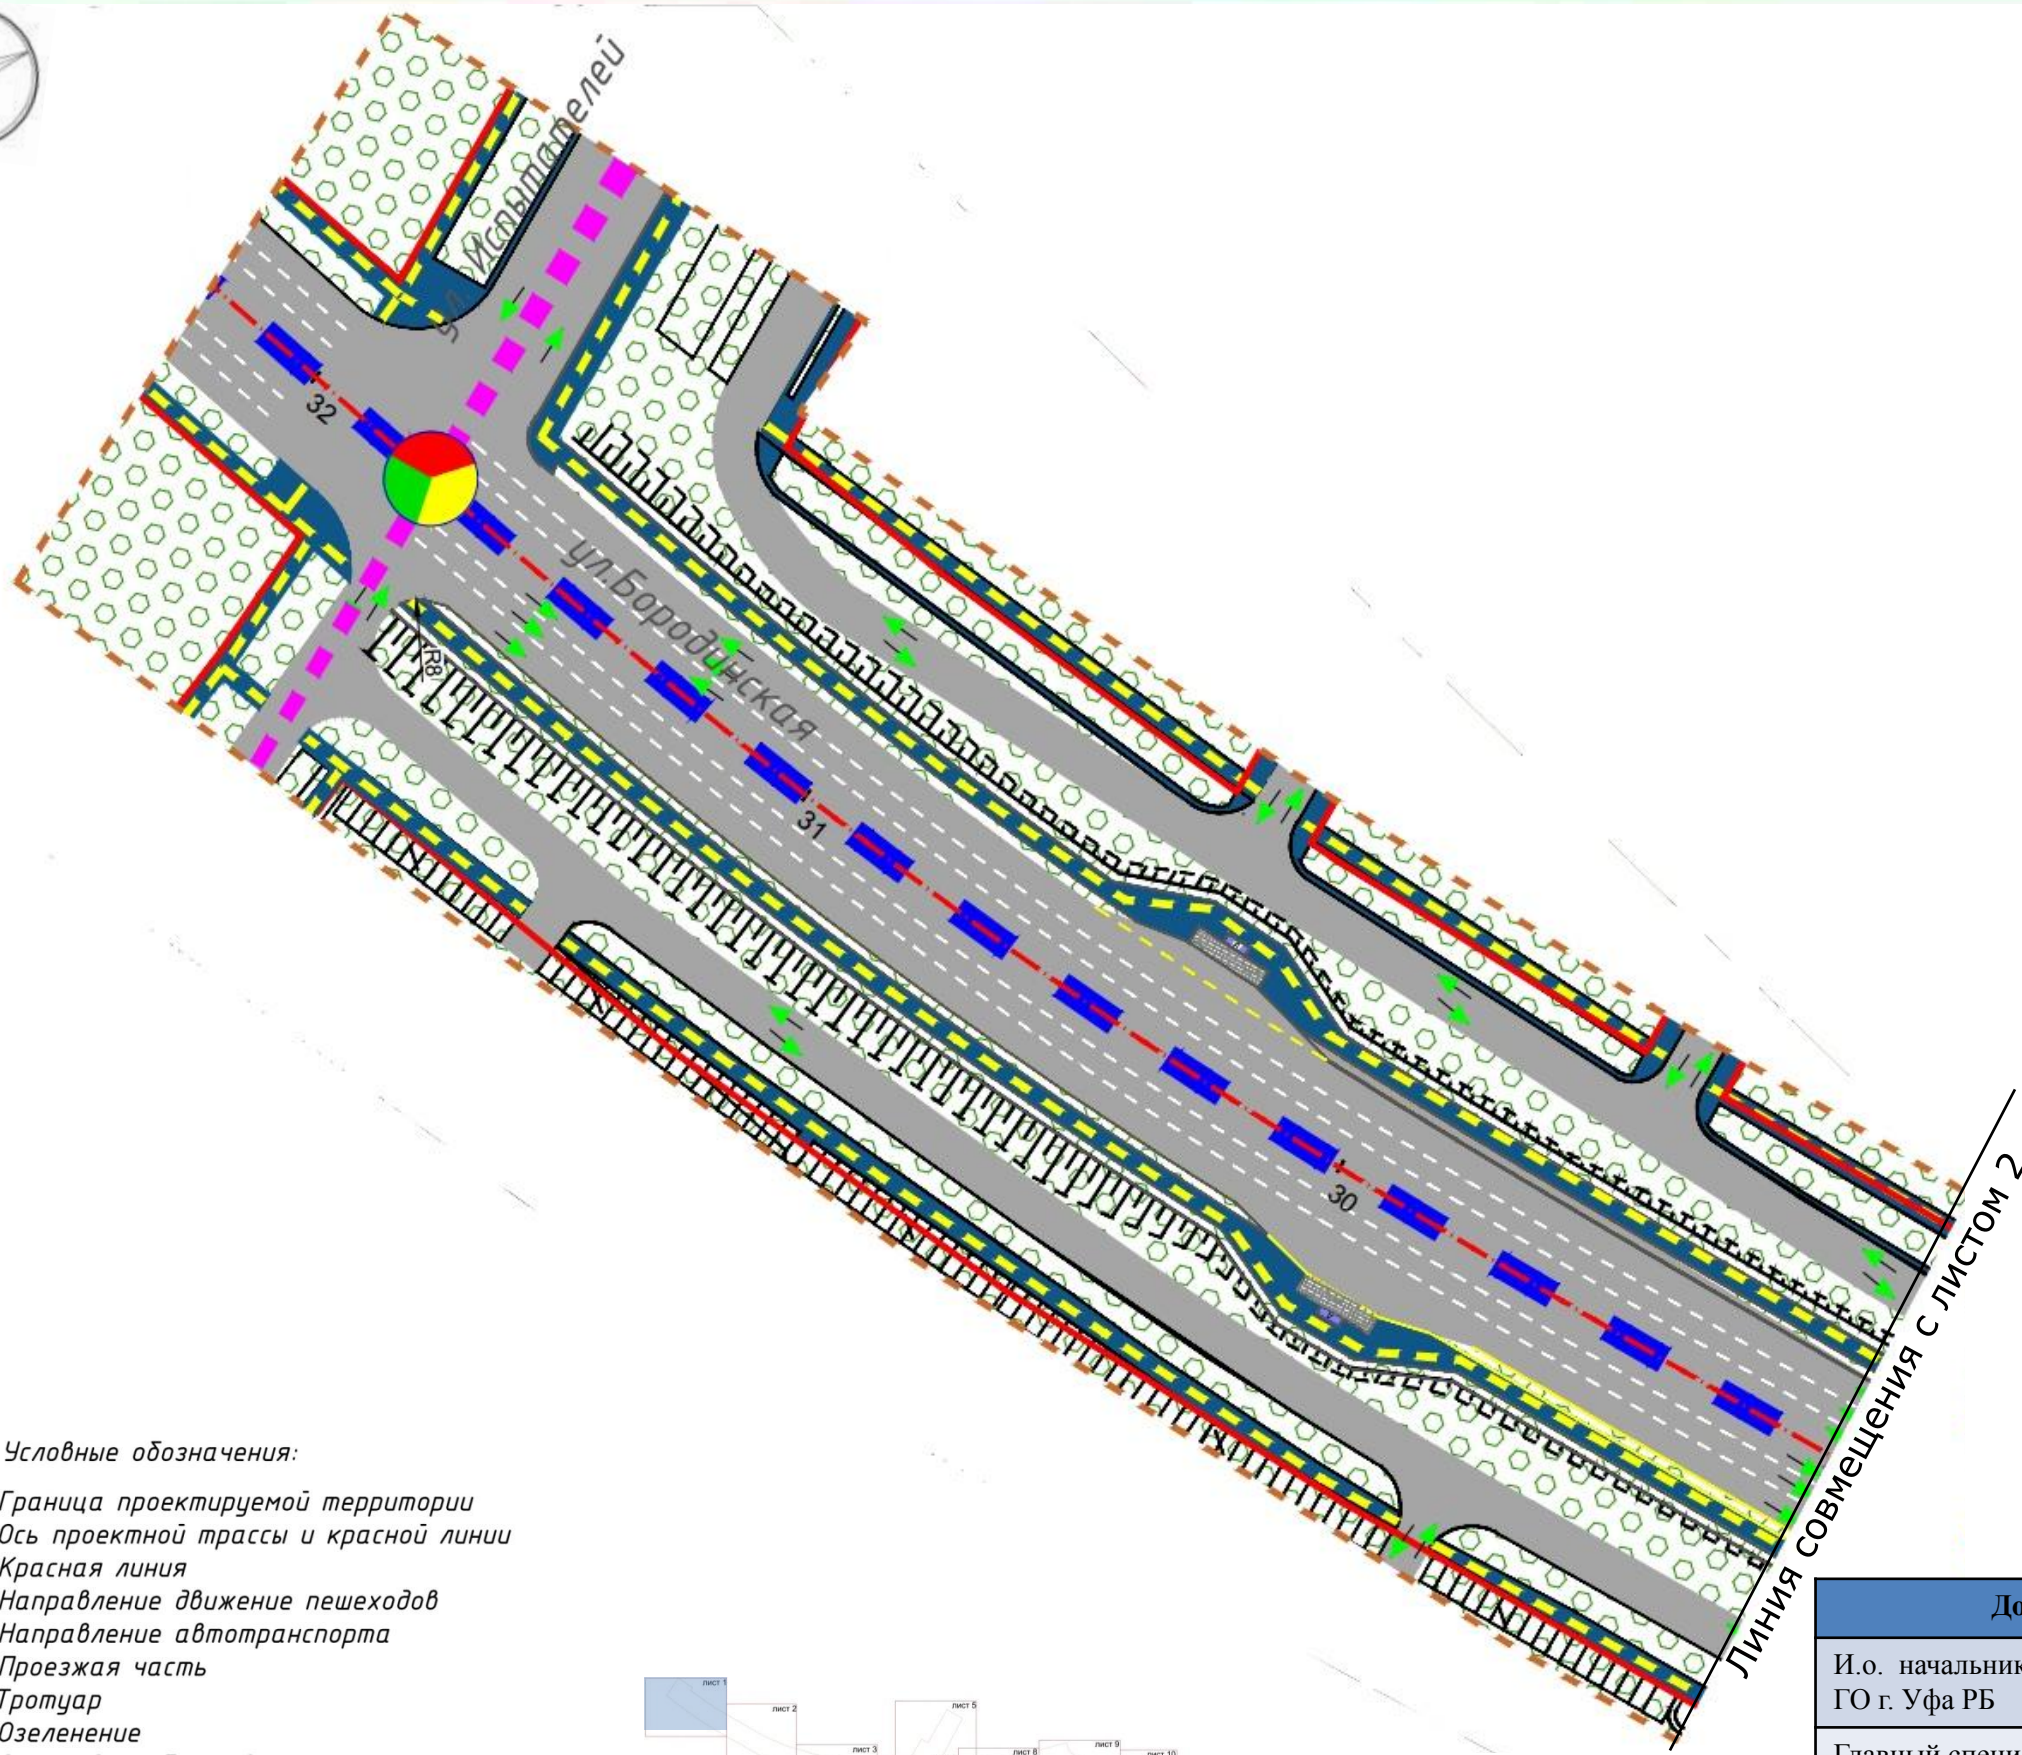 ул. Испытателей
32
R8
ул.Бородинская
31
30
Линия совмещения с листом 2
Условные обозначения:
Граница проектируемой территории
Ось проектной трассы и красной линии
Красная линия
Направление движение пешеходов
Направление автотранспорта
Проезжая часть
Тротуар
Озеленение
лист 1
лист 2
лист 3
лист 5
лист 8
лист 9
лист 10
До
И.о. начальник
ГО г. Уфа РБ